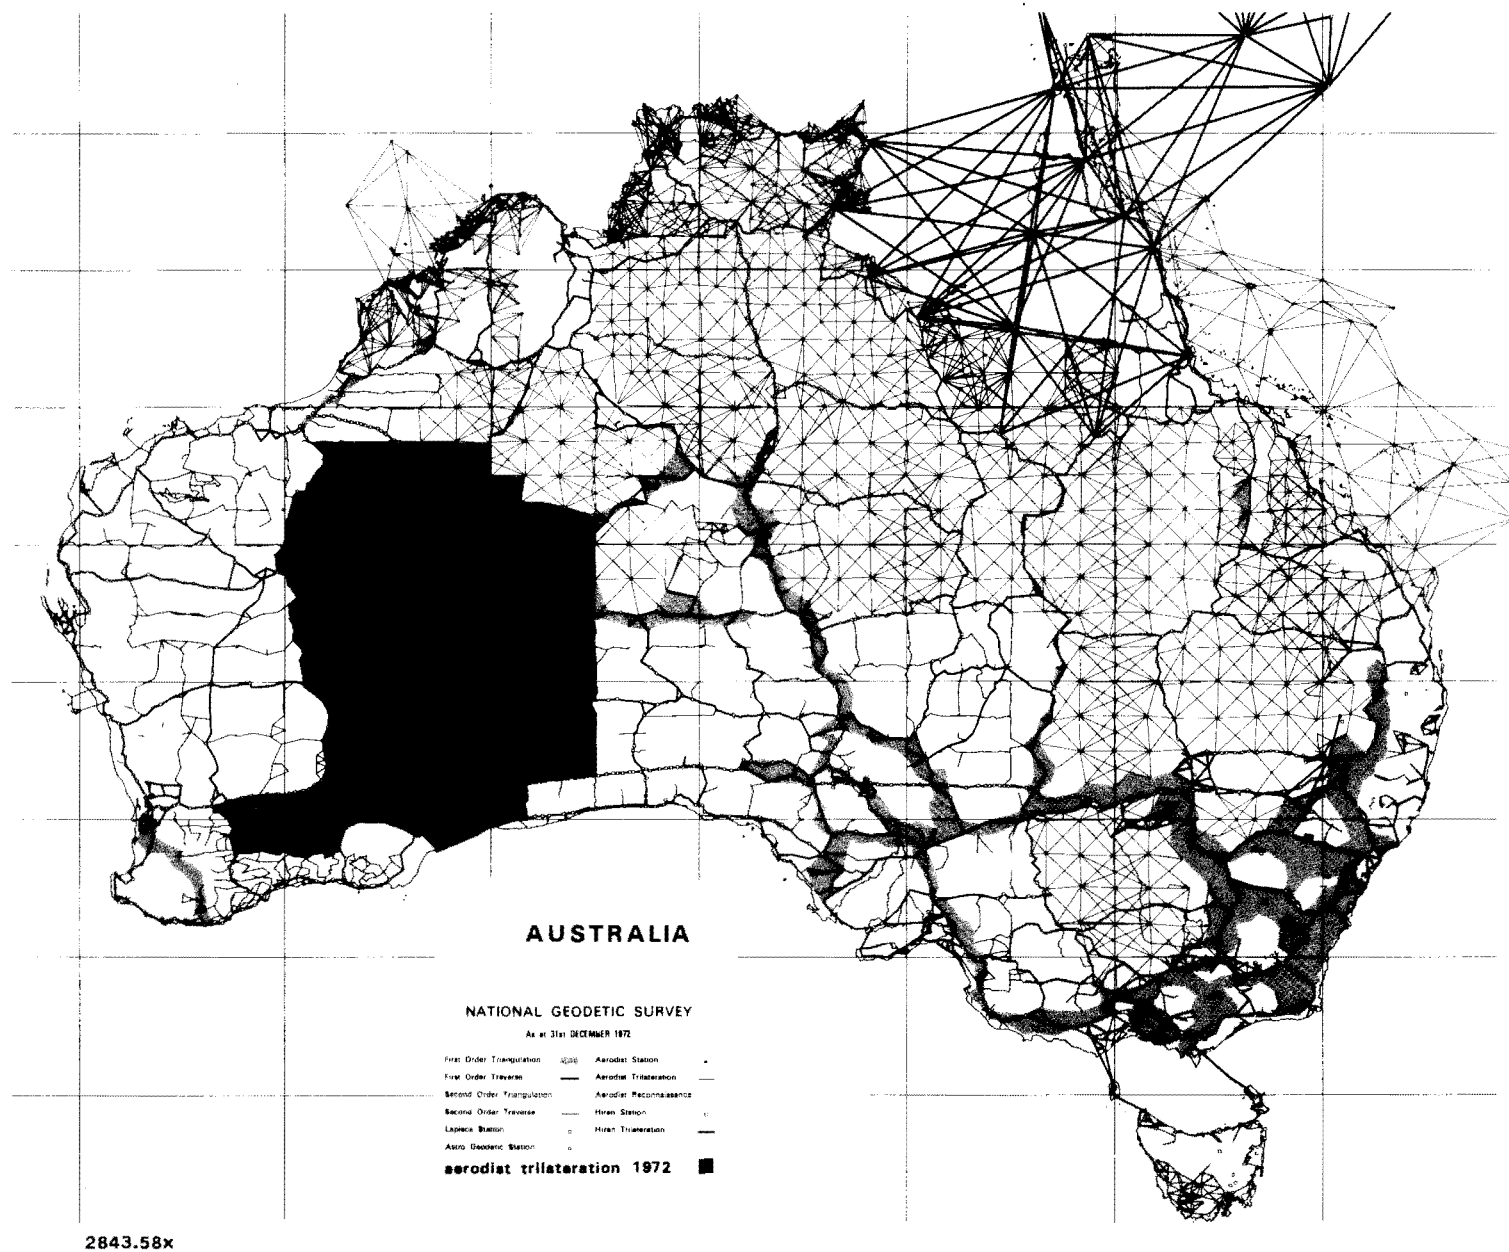 AUSTRALIA
NATIONAL GEODETIC SURVEY
As at 31st DECEMBER 1972
First Order Triangulation
First Order Traverse
Second Order Triangulation
Second Order Traverse
Laplace Station
Astro Geodetic Station
Aerodist Station
Aerodist Trilateration
Aerodist Reconnaissance
Hiran Station
Hiran Trilateration
aerodist trilateration 1972
2843.58x